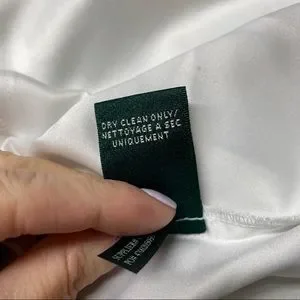 DRY CLEAN ONLY/
NETTOYAGE A SEC
UNIQUEMENT